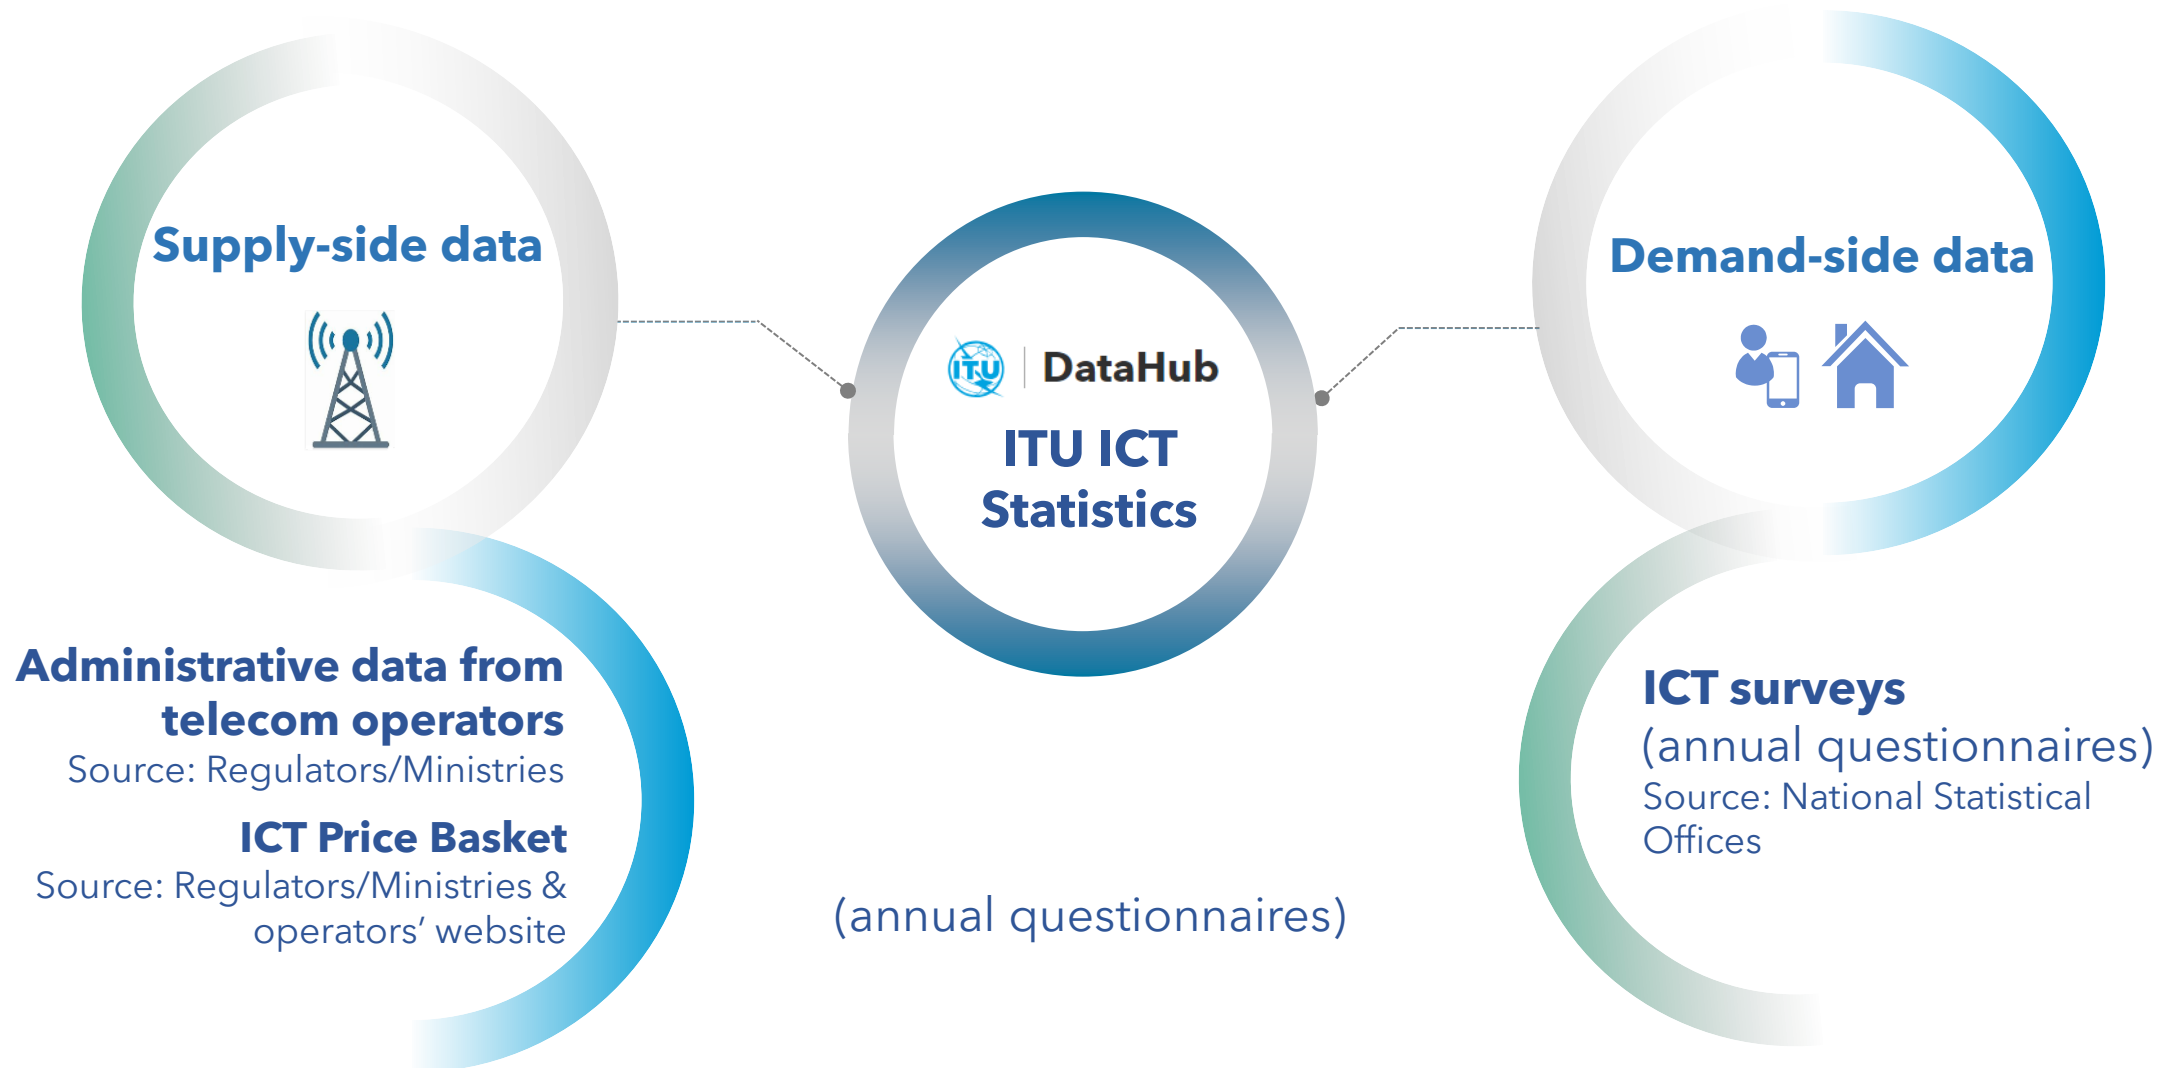 Supply-side data
Administrative data from
telecom operators
Source: Regulators/Ministries
ICT Price Basket
Source: Regulators/Ministries &
operators’ website
ITU | DataHub
ITU ICT
Statistics
(annual questionnaires)
Demand-side data
ICT surveys
(annual questionnaires)
Source: National Statistical
Offices